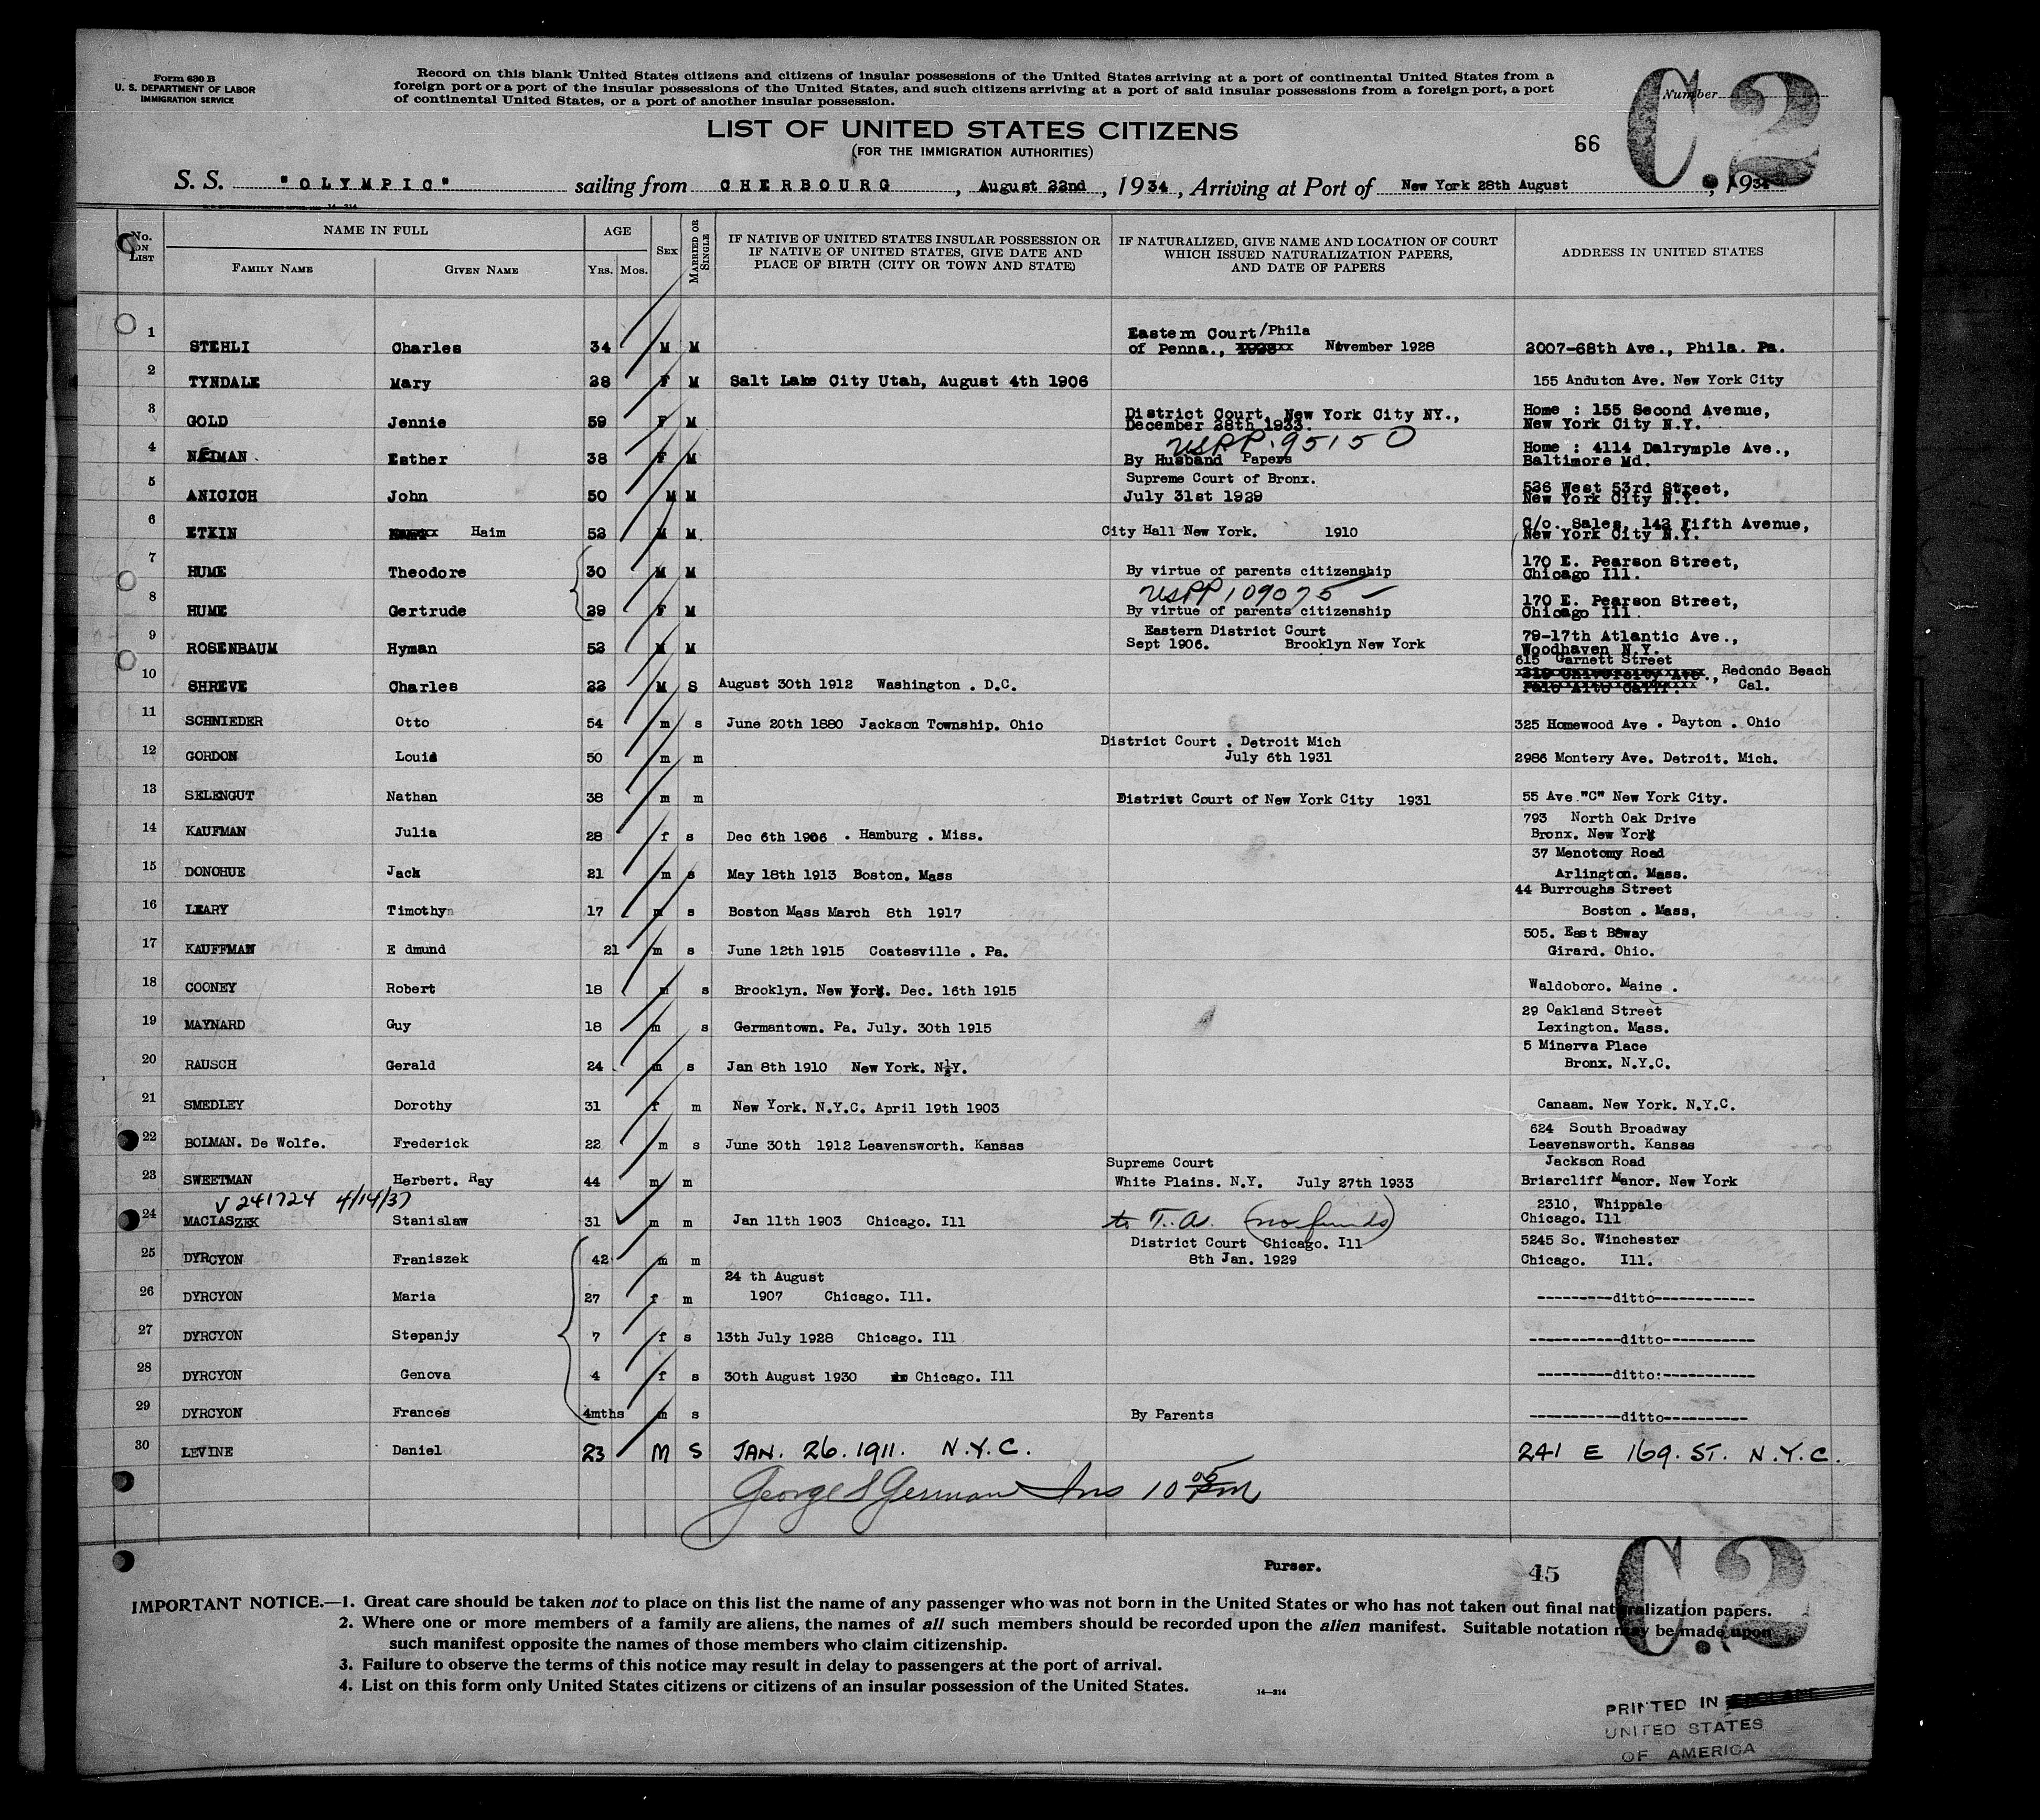 Form 630 B
U. S. DEPARTMENT OF LABOR
IMMIGRATION SERVICE
Record on this blank United States citizens and citizens of insular possessions of the United States arriving at a port of continental United States from a
foreign port or a port of the insular possessions of the United States, and such citizens arriving at a port of said insular possessions from a foreign port, a port
of continental United States, or a port of another insular possession.
Number
C.2
LIST OF UNITED STATES CITIZENS
(FOR THE IMMIGRATION AUTHORITIES)
66
S. S. "OLYMPIC" sailing from CHERBOURG, August 22nd, 1934, Arriving at Port of New York 28th August, 1934
14-214
No. on List
NAME IN FULL
Family Name
Given Name
AGE
Yrs. Mos.
Sex
Married or Single
IF NATIVE OF UNITED STATES INSULAR POSSESSION OR
IF NATIVE OF UNITED STATES, GIVE DATE AND
PLACE OF BIRTH (CITY OR TOWN AND STATE)
IF NATURALIZED, GIVE NAME AND LOCATION OF COURT
WHICH ISSUED NATURALIZATION PAPERS,
AND DATE OF PAPERS
ADDRESS IN UNITED STATES
Eastern Court/Phila
1 STEHLI Charles 34 M M of Penna., 1928 November 1928 2007-68th Ave., Phila. Pa.
2 TYNDALE Mary 28 F M Salt Lake City Utah, August 4th 1906 155 Anduton Ave. New York City
District Court, New York City NY., Home : 155 Second Avenue,
3 GOLD Jennie 59 F M December 28th 1933. New York City N.Y.
USPP. 95150 Home : 4114 Dalrymple Ave.,
4 NEIMAN Esther 38 F M By Husband Papers Baltimore Md.
Supreme Court of Bronx. 536 West 53rd Street,
5 ANICICH John 50 M M July 31st 1929 New York City N.Y.
C/o. Sales, 142 Fifth Avenue,
6 ETKIN Haim 52 M M City Hall New York. 1910 New York City N.Y.
170 E. Pearson Street,
7 HUME Theodore 30 M M By virtue of parents citizenship Chicago Ill.
USPP 109075 170 E. Pearson Street,
8 HUME Gertrude 29 F M By virtue of parents citizenship Chicago Ill.
Eastern District Court 79-17th Atlantic Ave.,
9 ROSENBAUM Hyman 52 M M Sept 1906. Brooklyn New York Woodhaven N.Y.
615 Garnett Street
10 SHREVE Charles 22 M S August 30th 1912 Washington . D.C. 319 University Ave., Redondo Beach
Palo Alto Calif. Cal.
11 SCHNIEDER Otto 54 m s June 20th 1880 Jackson Township. Ohio 325 Homewood Ave . Dayton . Ohio
District Court . Detroit Mich
12 GORDON Louis 50 m m July 6th 1931 2986 Montery Ave. Detroit. Mich.
13 SELENGUT Nathan 38 m m District Court of New York City 1931 55 Ave."C" New York City.
793 North Oak Drive
14 KAUFMAN Julia 28 f s Dec 6th 1906 . Hamburg . Miss. Bronx. New York
37 Menotomy Road
15 DONOHUE Jack 21 m s May 18th 1913 Boston. Mass Arlington. Mass.
44 Burroughs Street
16 LEARY Timothy 17 m s Boston Mass March 8th 1917 Boston . Mass,
505. East Bway
17 KAUFFMAN E dmund 21 m s June 12th 1915 Coatesville . Pa. Girard. Ohio.
18 COONEY Robert 18 m s Brooklyn. New York. Dec. 16th 1915 Waldoboro. Maine .
29 Oakland Street
19 MAYNARD Guy 18 m s Germantown. Pa. July. 30th 1915 Lexington. Mass.
5 Minerva Place
20 RAUSCH Gerald 24 m s Jan 8th 1910 New York. N.Y. Bronx. N.Y.C.
21 SMEDLEY Dorothy 31 f m New York. N.Y.C. April 19th 1903 Canaam. New York. N.Y.C.
624 South Broadway
22 BOLMAN. De Wolfe. Frederick 22 m s June 30th 1912 Leavensworth. Kansas Leavensworth. Kansas
Supreme Court Jackson Road
23 SWEETMAN Herbert. Ray 44 m m White Plains. N.Y. July 27th 1933 Briarcliff Manor. New York
V 241724 4/14/37 2310, Whippale
24 MACIASZEK Stanislaw 31 m m Jan 11th 1903 Chicago. Ill to T.A. (no funds) Chicago. Ill
District Court Chicago. Ill 5245 So. Winchester
25 DYRCYON Franiszek 42 m m 8th Jan. 1929 Chicago. Ill.
24 th August
26 DYRCYON Maria 27 f m 1907 Chicago. Ill. ---------ditto------------
27 DYRCYON Stepanjy 7 f s 13th July 1928 Chicago. Ill -----------ditto-----------
28 DYRCYON Genova 4 f s 30th August 1930 Chicago. Ill ---------ditto:-----------
29 DYRCYON Frances 4mths m s By Parents -----------ditto----------
30 LEVINE Daniel 23 M S JAN. 26. 1911. N.Y.C. 241 E 169. ST. N.Y.C.
George S German Ins 10 05 PM
Purser.
45
C.2
IMPORTANT NOTICE.—1. Great care should be taken not to place on this list the name of any passenger who was not born in the United States or who has not taken out final naturalization papers.
2. Where one or more members of a family are aliens, the names of all such members should be recorded upon the alien manifest. Suitable notation may be made upon
such manifest opposite the names of those members who claim citizenship.
3. Failure to observe the terms of this notice may result in delay to passengers at the port of arrival.
4. List on this form only United States citizens or citizens of an insular possession of the United States.
14—214
PRINTED IN ENGLAND
UNITED STATES
OF AMERICA